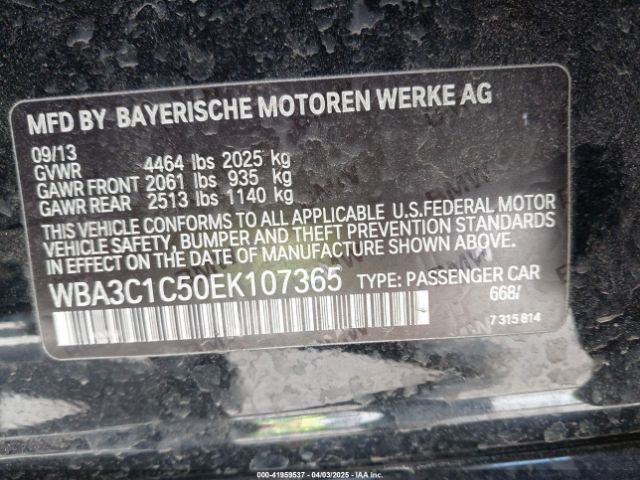 MFD BY BAYERISCHE MOTOREN WERKE AG
09/13
GVWR 4464 lbs 2025 kg
GAWR FRONT 2061 lbs 935 kg
GAWR REAR 2513 lbs 1140 kg
THIS VEHICLE CONFORMS TO ALL APPLICABLE U.S.FEDERAL MOTOR
VEHICLE SAFETY, BUMPER AND THEFT PREVENTION STANDARDS
IN EFFECT ON THE DATE OF MANUFACTURE SHOWN ABOVE.
WBA3C1C50EK107365 TYPE: PASSENGER CAR
668/
7 315 814
000-41959537 - 04/03/2025 - IAA Inc.